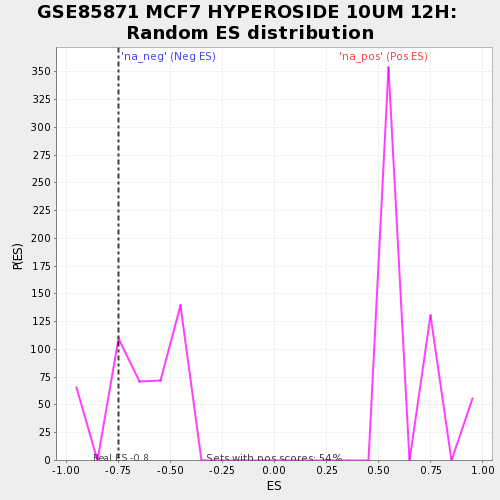 GSE85871 MCF7 HYPEROSIDE 10UM 12H:
Random ES distribution
'na_neg' (Neg ES)
'na_pos' (Pos ES)
350
325
300
275
250
225
200
175
150
125
100
75
50
25
0
P(ES)
Real ES -0.8
Sets with pos scores: 54%
-1.00 -0.75 -0.50 -0.25 0.00 0.25 0.50 0.75 1.00
ES